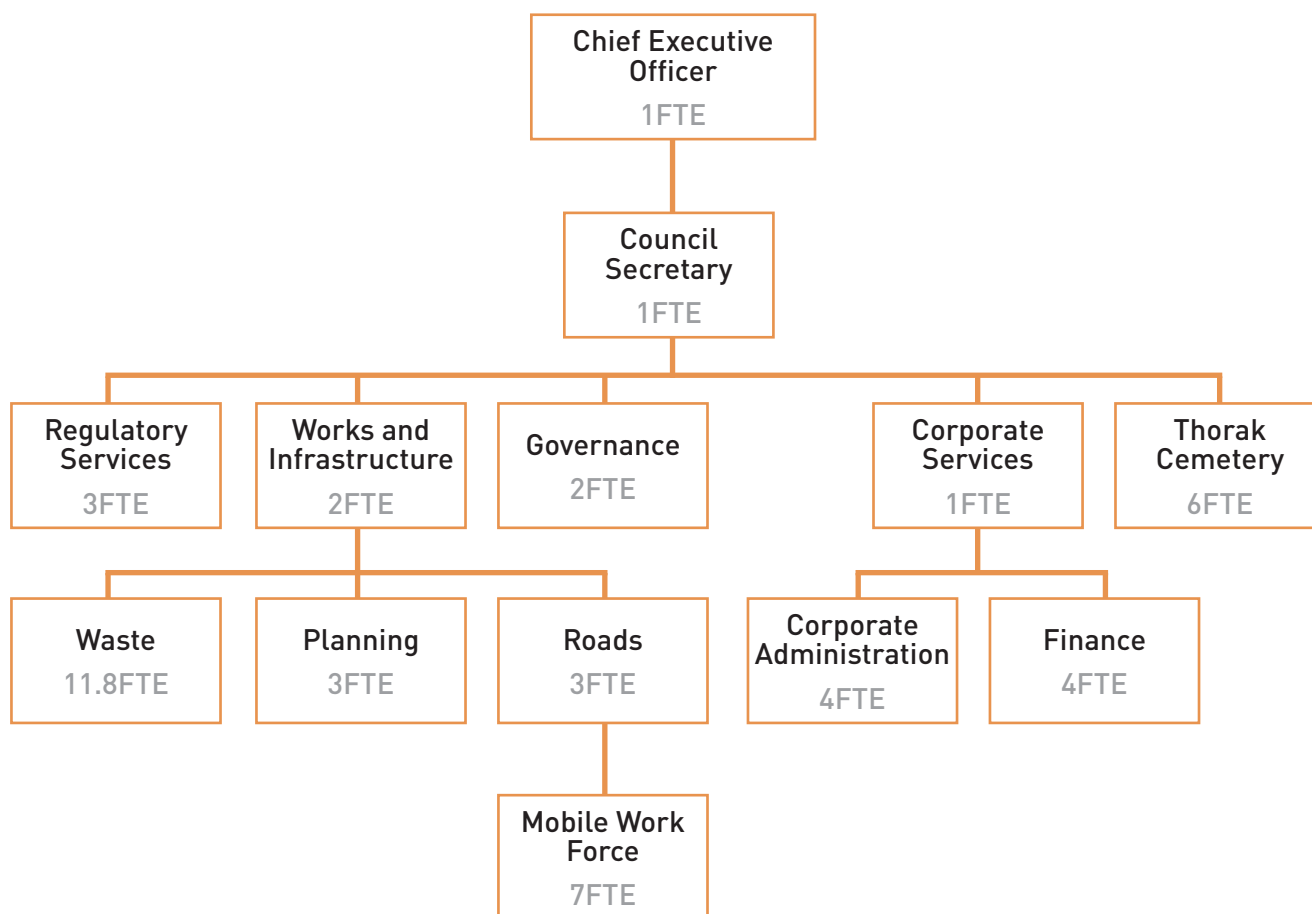 Chief Executive
Officer
1FTE
Council
Secretary
1FTE
Regulatory
Services
3FTE
Works and
Infrastructure
2FTE
Governance
2FTE
Corporate
Services
1FTE
Thorak
Cemetery
6FTE
Waste
11.8FTE
Planning
3FTE
Roads
3FTE
Corporate
Administration
4FTE
Finance
4FTE
Mobile Work
Force
7FTE